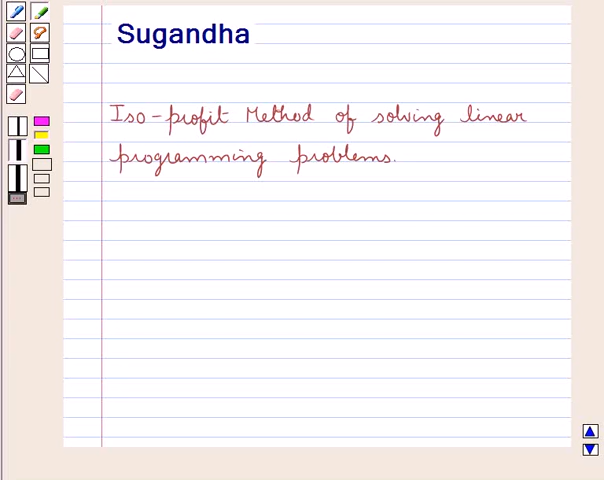 Sugandha
Iso-profit Method of solving linear
programming problems.